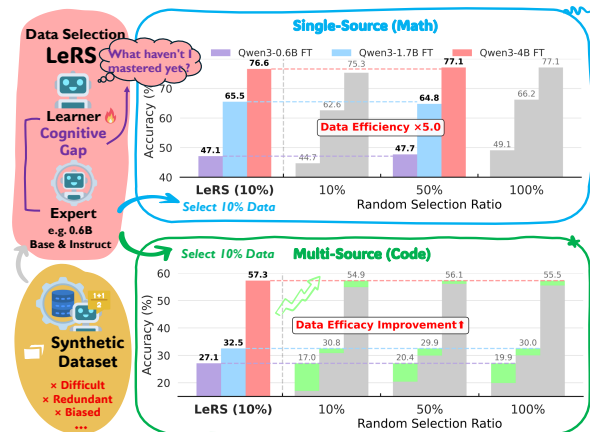 Data Selection
LeRS
What haven't I
mastered yet?
Learner
Cognitive
Gap
Expert
e.g. 0.6B
Base & Instruct
1+1
2
Synthetic
Dataset
× Difficult
× Redundant
× Biased
...
Single-Source (Math)
Qwen3-0.6B FT
Qwen3-1.7B FT
Qwen3-4B FT
Accuracy (%)
70
60
50
40
47.1
65.5
76.6
44.7
62.6
75.3
47.7
64.8
77.1
49.1
66.2
77.1
Data Efficiency ×5.0
LeRS (10%)
10%
50%
100%
Select 10% Data
Random Selection Ratio
Select 10% Data
Multi-Source (Code)
Accuracy (%)
60
50
40
30
20
27.1
32.5
57.3
17.0
30.8
54.9
20.4
29.9
56.1
19.9
30.0
55.5
Data Efficacy Improvement⬆
LeRS (10%)
10%
50%
100%
Random Selection Ratio